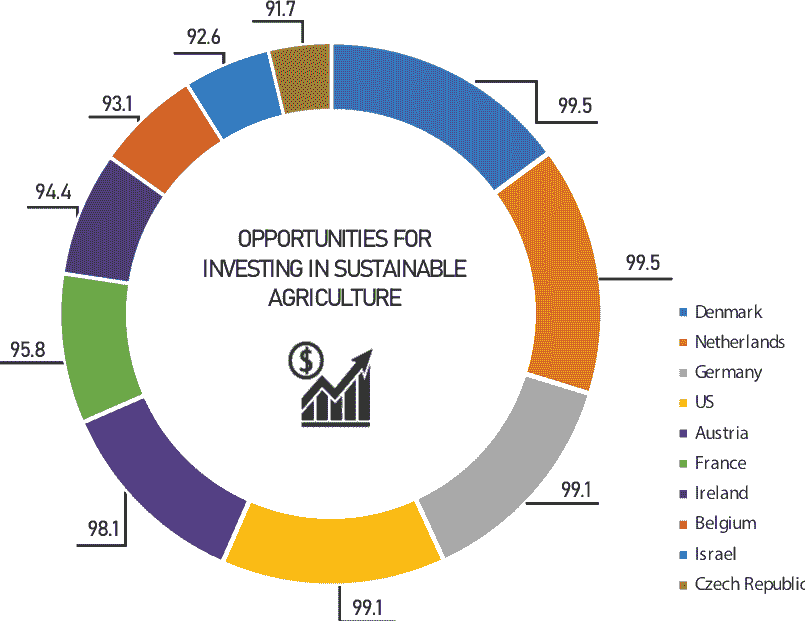 91.7
92.6
93.1
99.5
94.4
OPPORTUNITIES FOR
INVESTING IN SUSTAINABLE
AGRICULTURE
99.5
$
95.8
98.1
99.1
99.1
Denmark
Netherlands
Germany
US
Austria
France
Ireland
Belgium
Israel
Czech Republic